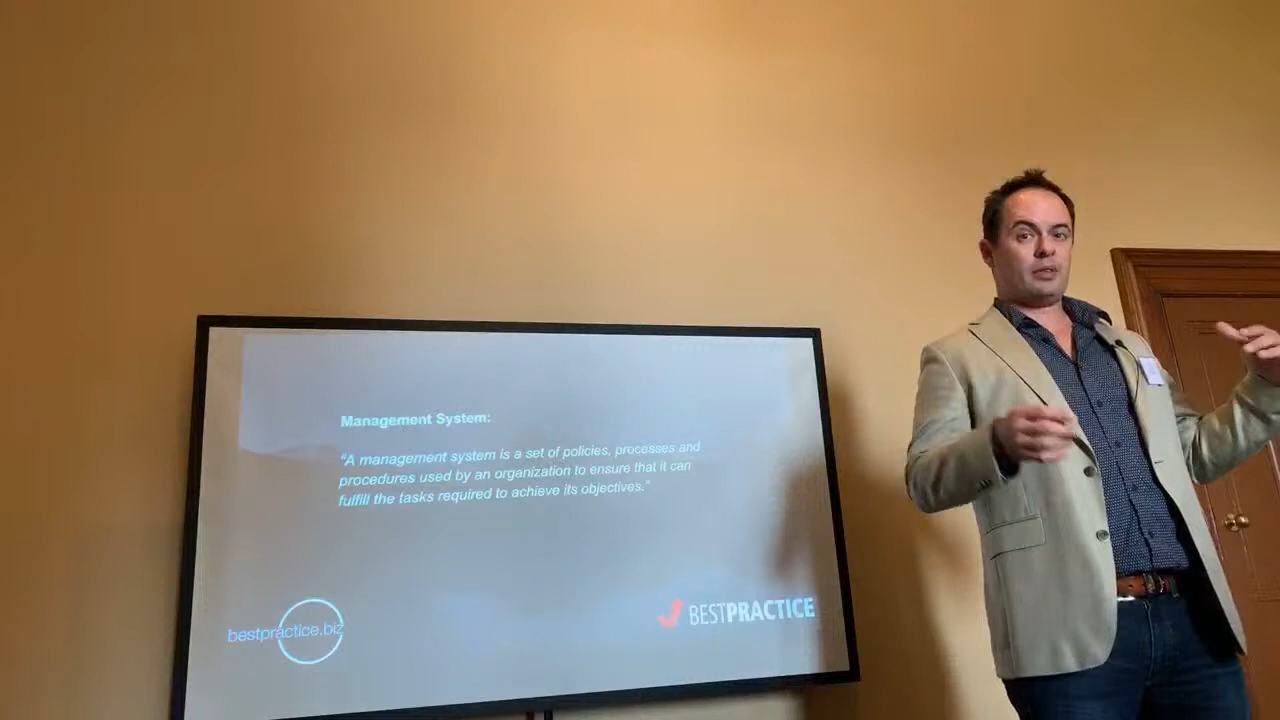 Management System:
"A management system is a set of policies, processes and
procedures used by an organization to ensure that it can
fulfill the tasks required to achieve its objectives."
bestpractice.biz
BESTPRACTICE